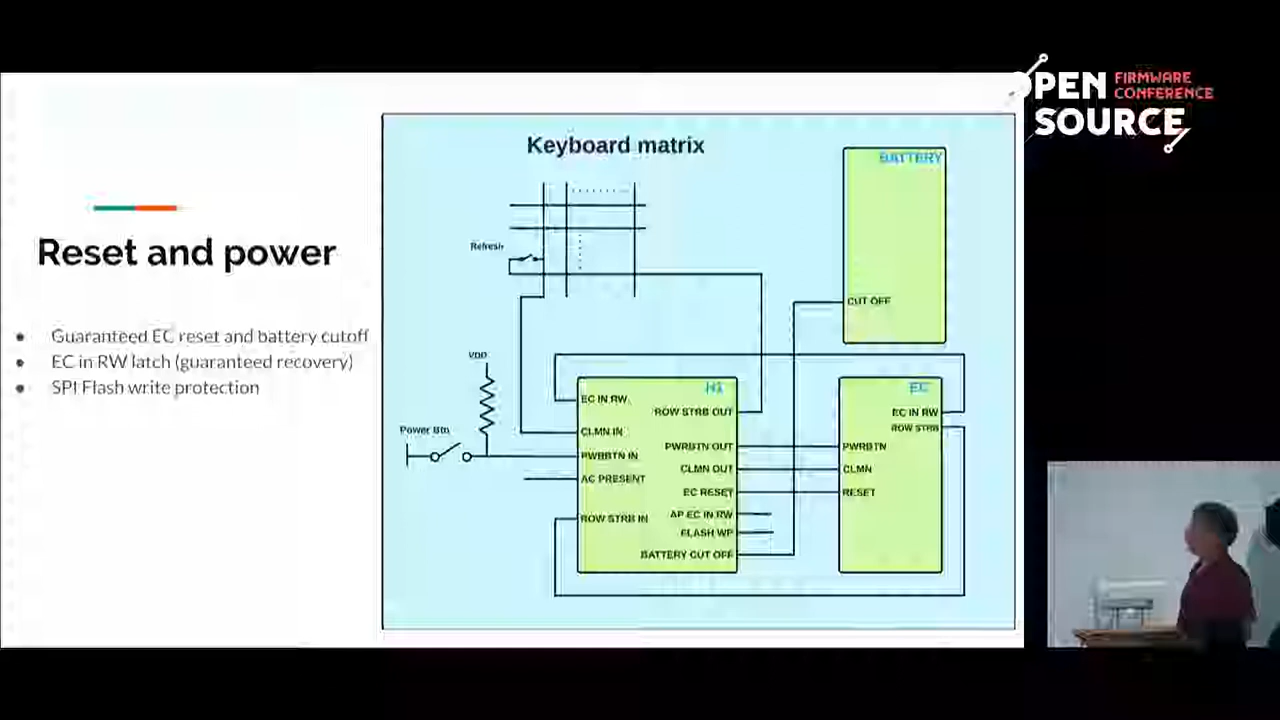 OPEN FIRMWARE
CONFERENCE
SOURCE
Reset and power
Guaranteed EC reset and battery cutoff
EC in RW latch (guaranteed recovery)
SPI Flash write protection
Keyboard matrix
Refresh
VDD
Power Btn
BATTERY
CUT OFF
H1
EC IN RW
CLMN IN
PWRBTN IN
AC PRESENT
ROW STRB IN
ROW STRB OUT
PWRBTN OUT
CLMN OUT
EC RESET
AP EC IN RW
FLASH WP
BATTERY CUT OFF
EC
EC IN RW
ROW STRB
PWRBTN
CLMN
RESET